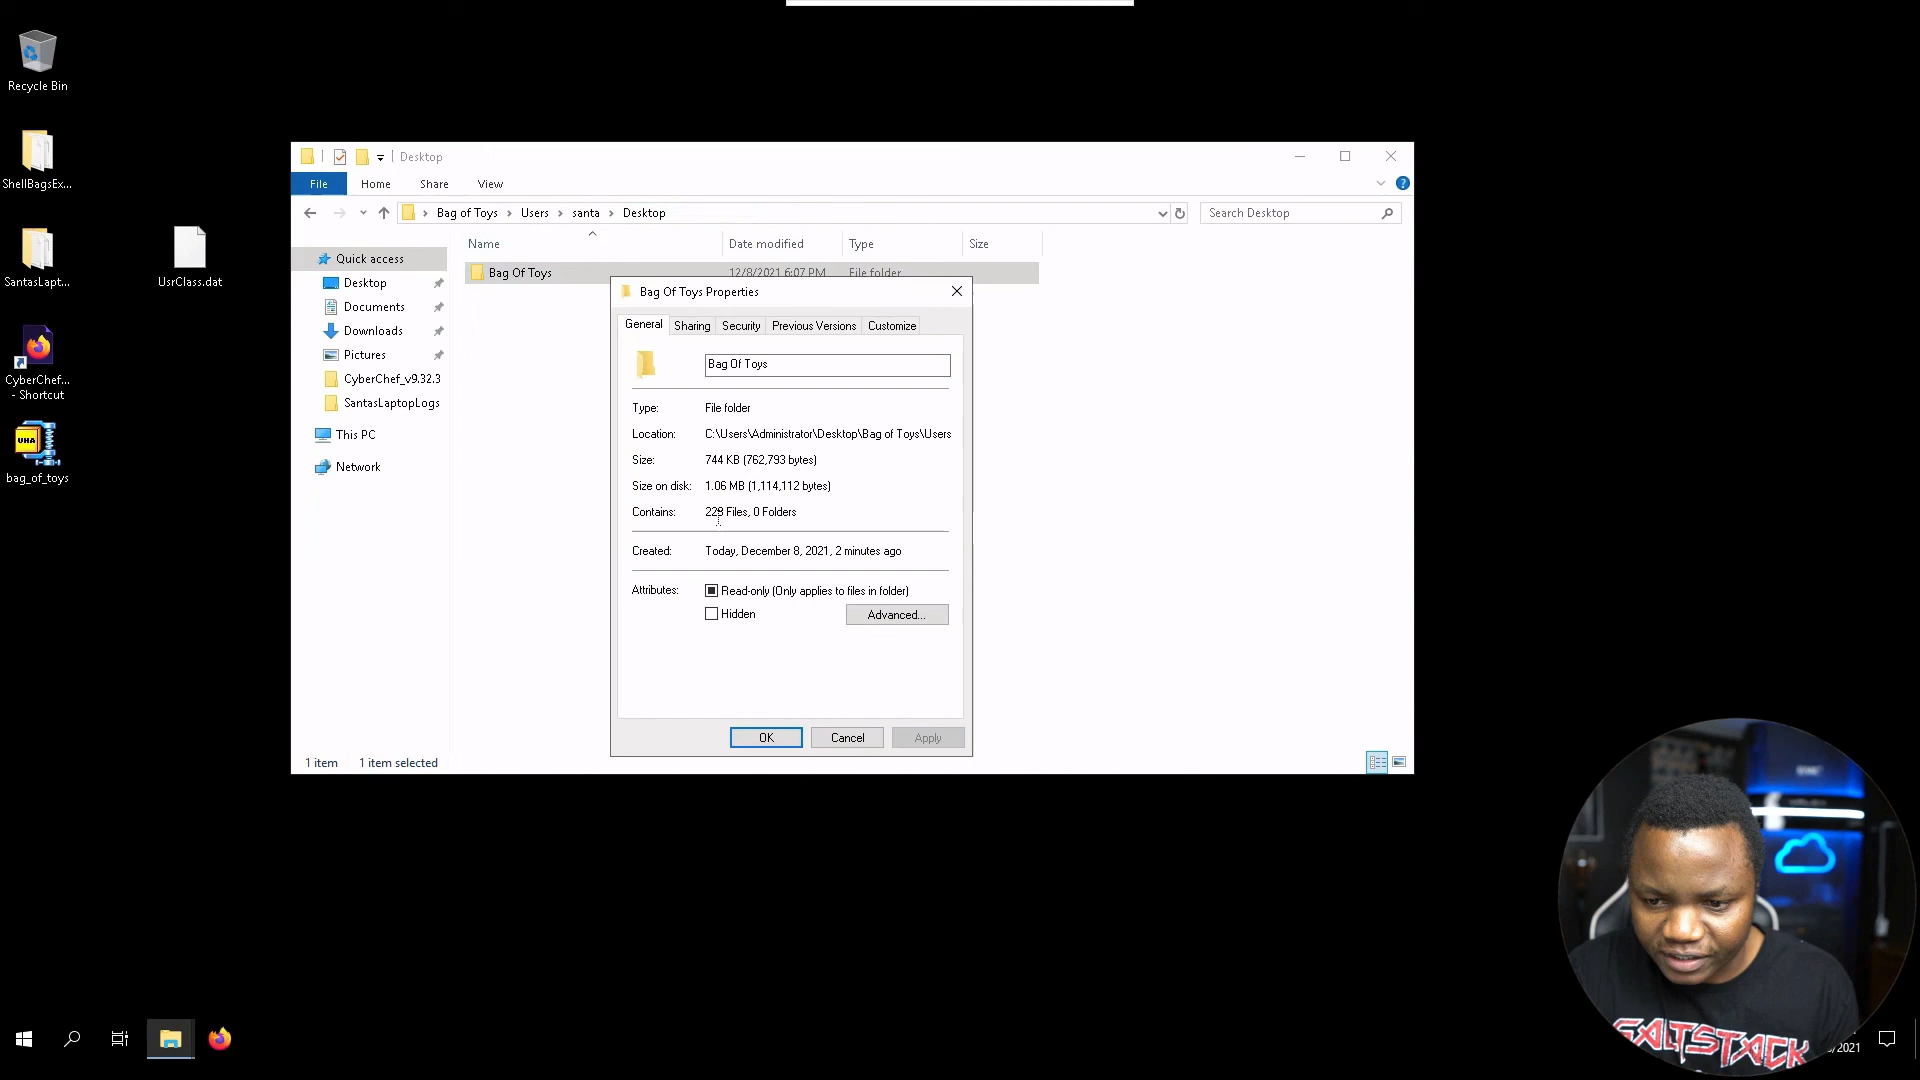 Recycle Bin
ShellBagsEx...
SantasLapt...
UsrClass.dat
CyberChef...
- Shortcut
UHA
bag_of_toys
Desktop
File Home Share View
Bag of Toys > Users > santa > Desktop
Search Desktop
Name Date modified Type Size
Quick access
Desktop
Documents
Downloads
Pictures
CyberChef_v9.32.3
SantasLaptopLogs
This PC
Network
Bag Of Toys 12/8/2021 6:07 PM File folder
Bag Of Toys Properties
General Sharing Security Previous Versions Customize
Bag Of Toys
Type: File folder
Location: C:\Users\Administrator\Desktop\Bag of Toys\Users
Size: 744 KB (762,793 bytes)
Size on disk: 1.06 MB (1,114,112 bytes)
Contains: Files, 0 Folders
Created: Today, December 8, 2021, 2 minutes ago
Attributes: Read-only (Only applies to files in folder)
Hidden Advanced...
OK Cancel Apply
1 item 1 item selected
SALTSTACK
/2021